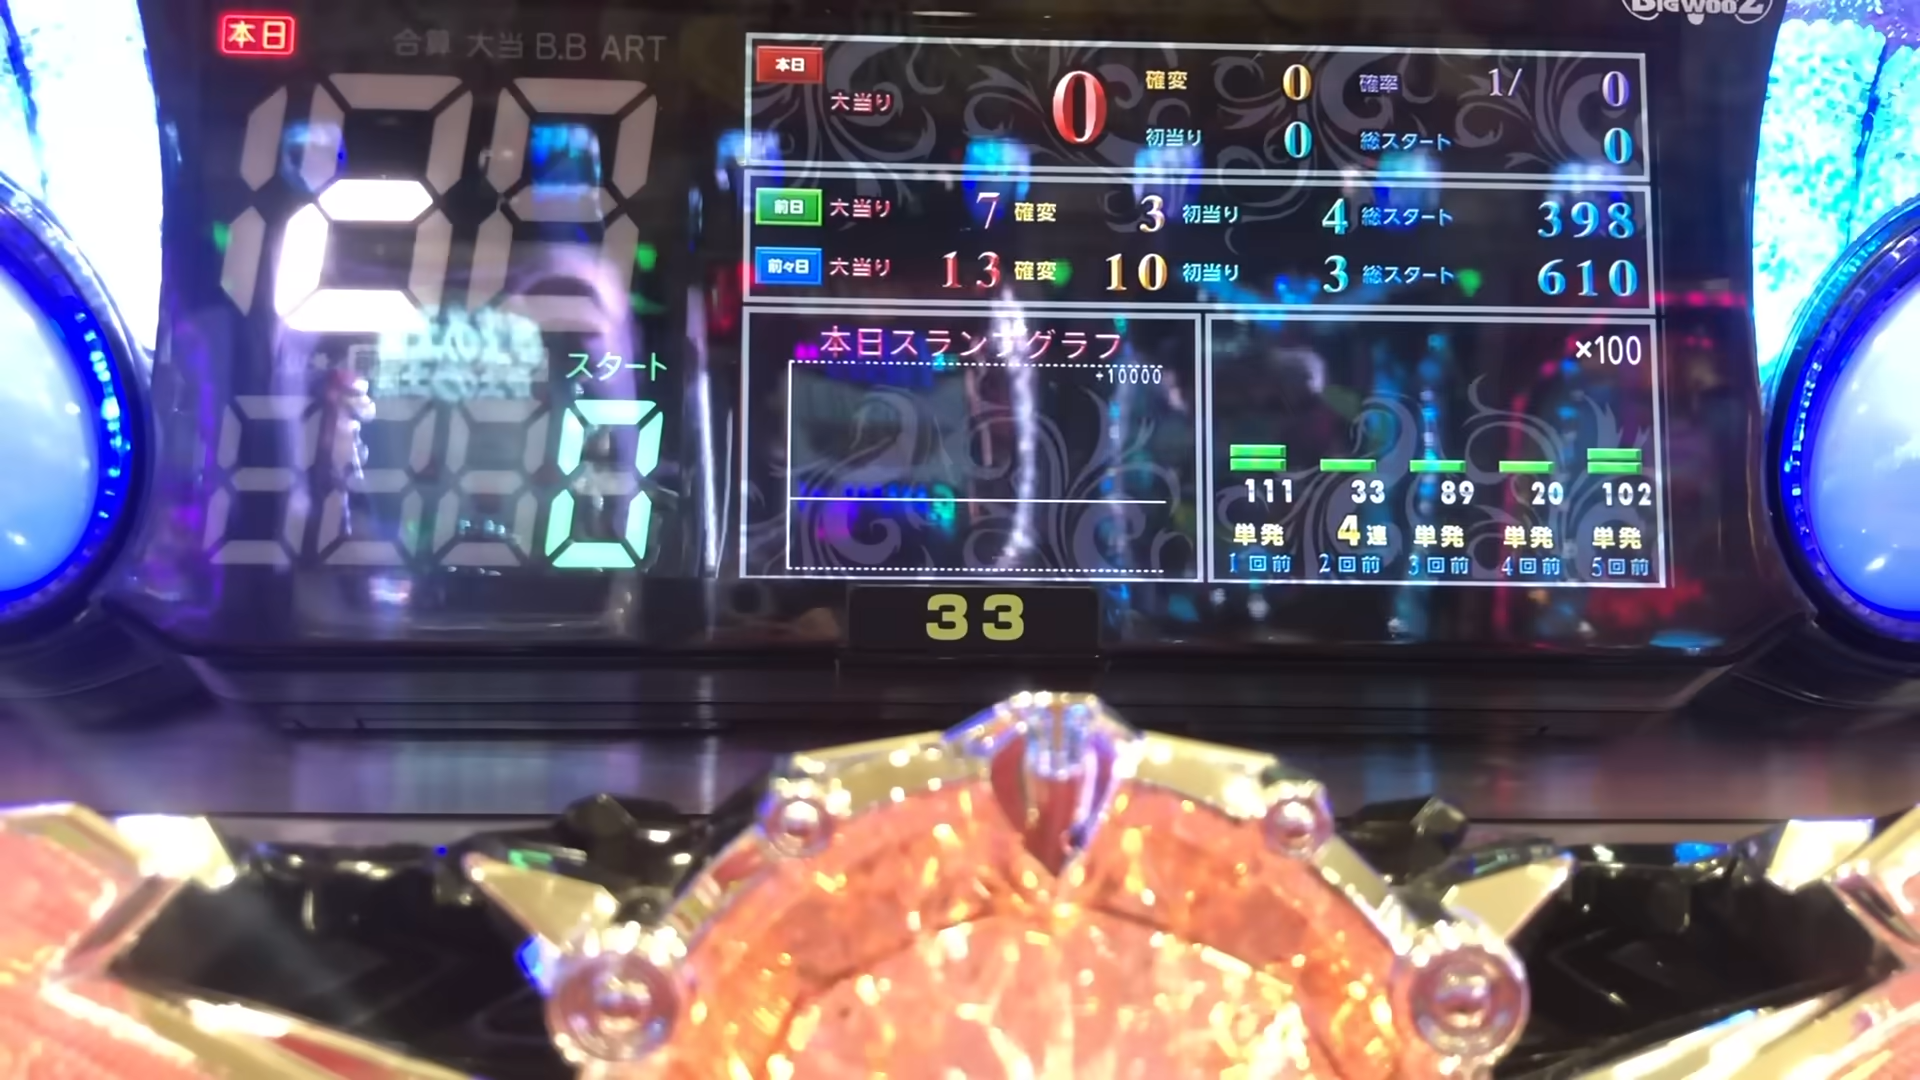 BIGWOOZ
本日
合算 大当 B.B ART
本日
大当り 0 確変 0 確率 1/ 0
初当り 0 総スタート 0
前日 大当り 7 確変 3 初当り 4 総スタート 398
前々日 大当り 13 確変 10 初当り 3 総スタート 610
スタート
0
本日スランプグラフ
+10000
×100
111 33 89 20 102
単発 4連 単発 単発 単発
1回前 2回前 3回前 4回前 5回前
33